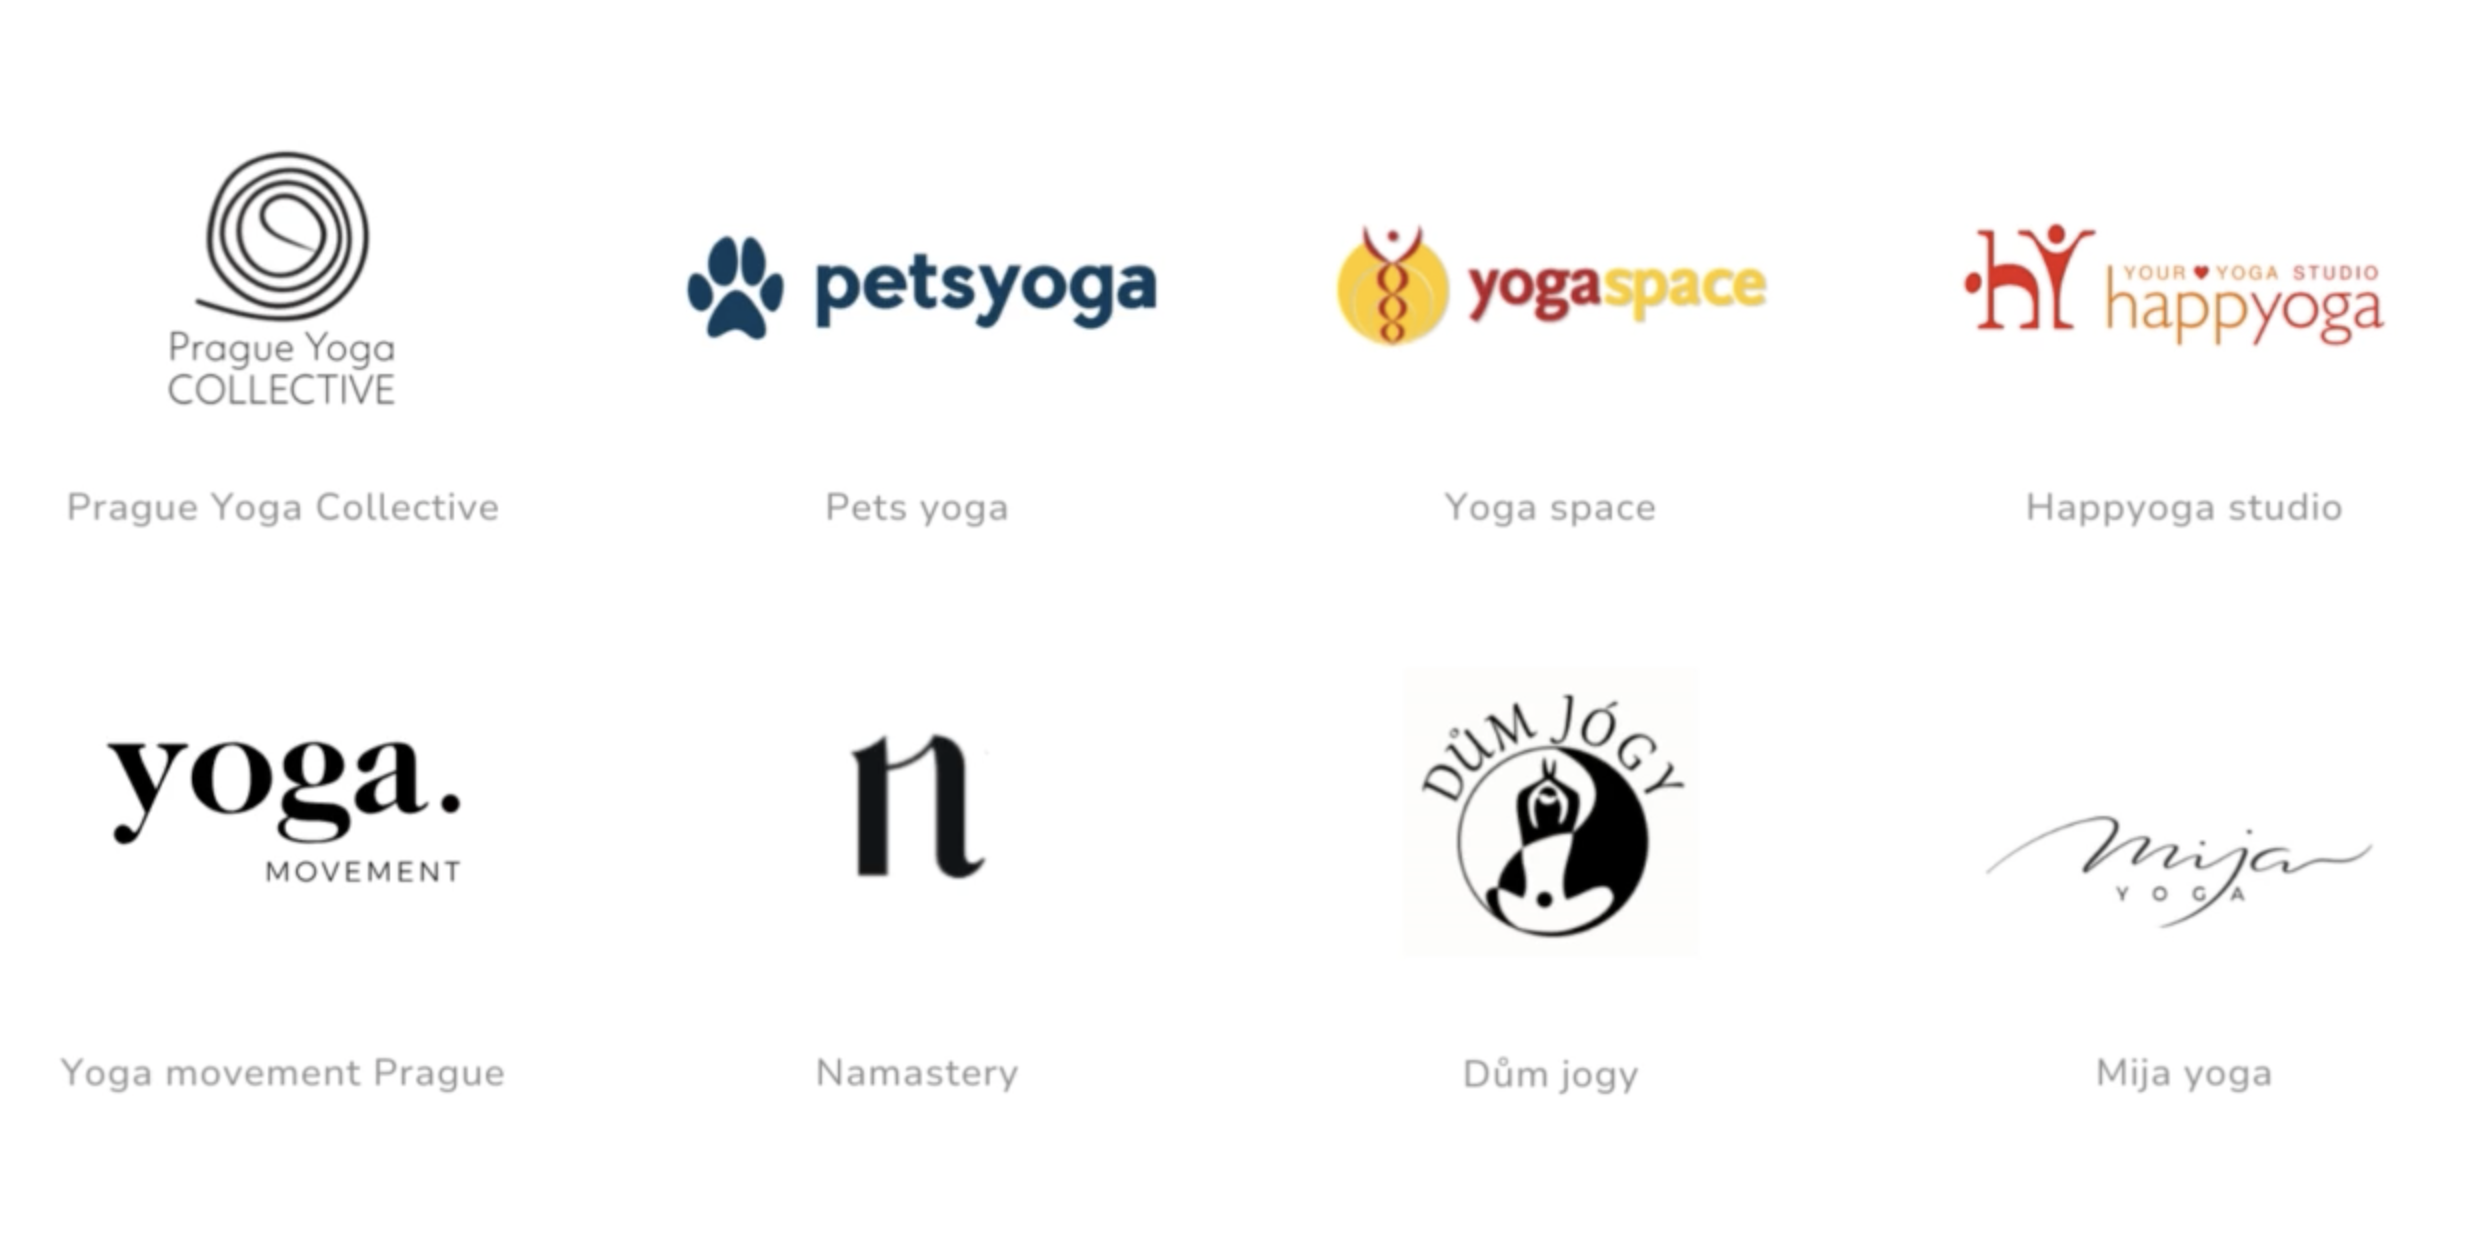 Prague Yoga
COLLECTIVE
petsyoga
yogaspace
hY
YOUR YOGA STUDIO
happyoga
Prague Yoga Collective
Pets yoga
Yoga space
Happyoga studio
yoga.
MOVEMENT
n
DŮM JÓGY
mija
YOGA
Yoga movement Prague
Namastery
Dům jogy
Mija yoga